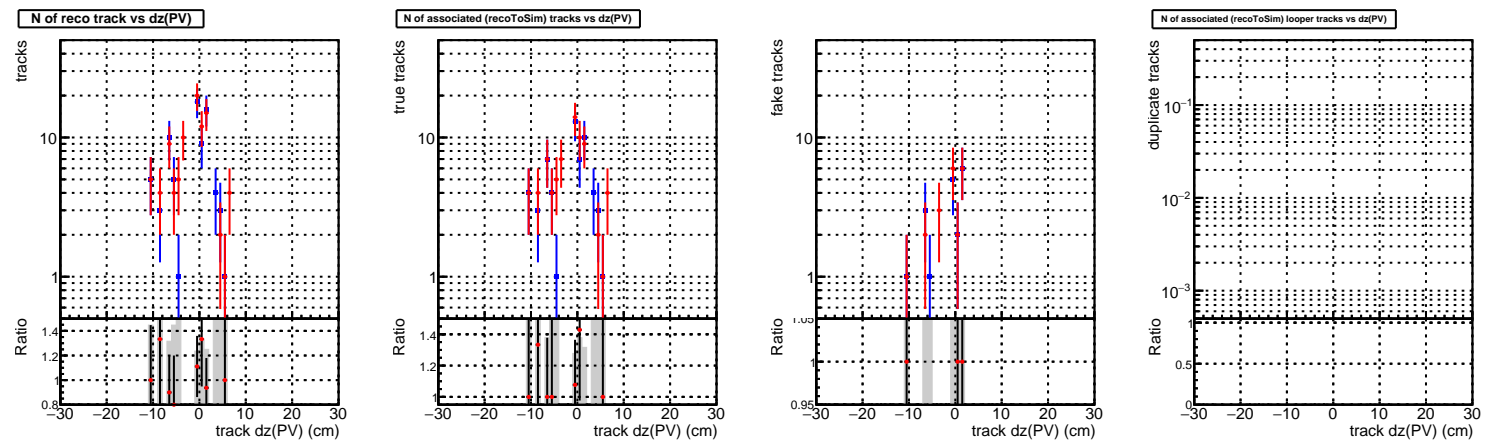 N of reco track vs dz(PV)
tracks
10
1
Ratio
1.4
1.2
1
0.8
−30 −20 −10 0 10 20 30
track dz(PV) (cm)
N of associated (recoToSim) tracks vs dz(PV)
true tracks
10
1
Ratio
1.4
1.2
1
−30 −20 −10 0 10 20 30
track dz(PV) (cm)
fake tracks
10
1
Ratio
1.05
1
0.95
−30 −20 −10 0 10 20 30
track dz(PV) (cm)
N of associated (recoToSim) looper tracks vs dz(PV)
duplicate tracks
10−1
10−2
10−3
Ratio
1
0.5
0
−30 −20 −10 0 10 20 30
track dz(PV) (cm)